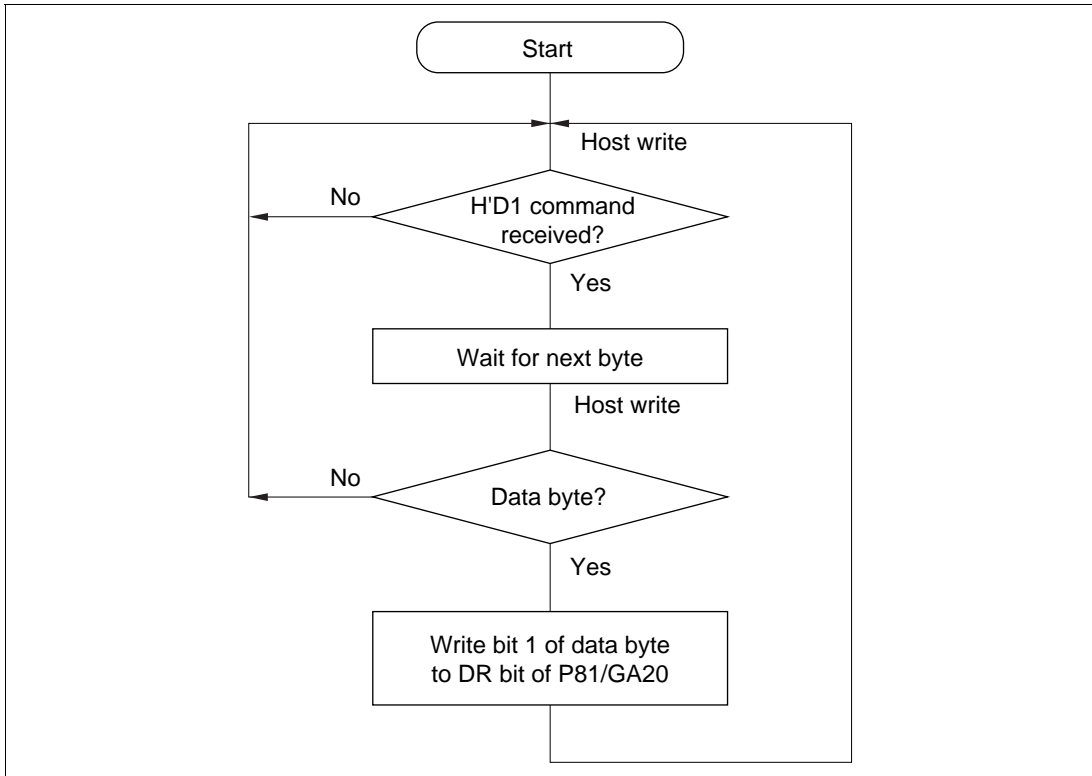 Start
Host write
No
H'D1 command
received?
Yes
Wait for next byte
Host write
No
Data byte?
Yes
Write bit 1 of data byte
to DR bit of P81/GA20